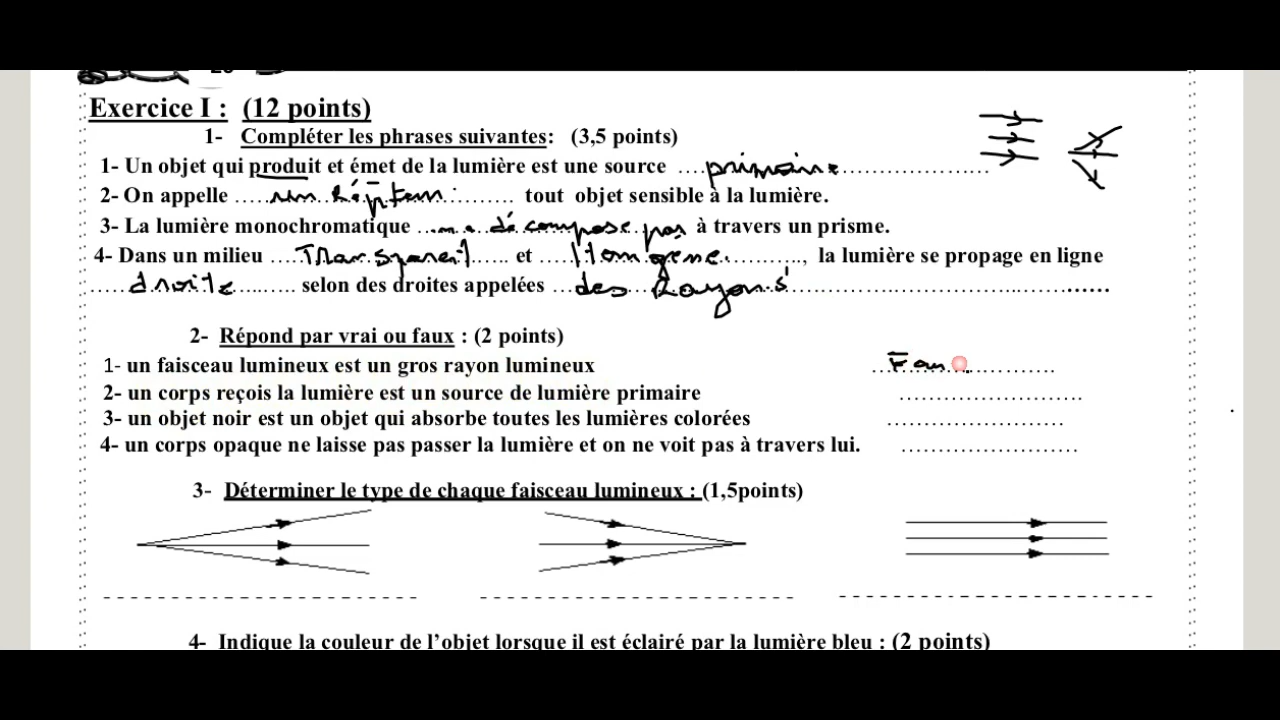 Exercice I : (12 points)
1- Compléter les phrases suivantes: (3,5 points)
1- Un objet qui produit et émet de la lumière est une source ....primaire....................
2- On appelle .....un Répteur.......... tout objet sensible à la lumière.
3- La lumière monochromatique ...ne décompose pas à travers un prisme.
4- Dans un milieu ....Transparent...... et ....Homogène..........., la lumière se propage en ligne
.....droite.......... selon des droites appelées ...des Rayons...............................................
2- Répond par vrai ou faux : (2 points)
1- un faisceau lumineux est un gros rayon lumineux ...Fau...............
2- un corps reçois la lumière est un source de lumière primaire ..........................
3- un objet noir est un objet qui absorbe toutes les lumières colorées .........................
4- un corps opaque ne laisse pas passer la lumière et on ne voit pas à travers lui. .........................
3- Déterminer le type de chaque faisceau lumineux : (1,5points)
4- Indique la couleur de l'objet lorsque il est éclairé par la lumière bleu : (2 points)